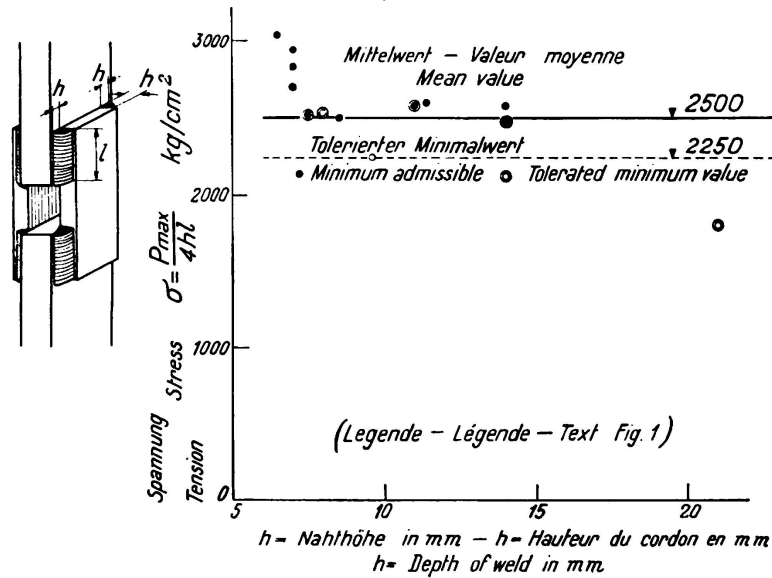 h
h
h
l
3000
2000
1000
0
kg/cm²
σ = Pmax / 4hl
Spannung Stress
Tension
Mittelwert – Valeur moyenne
Mean value
2500
Tolerierter Minimalwert
2250
Minimum admissible
Tolerated minimum value
(Legende – Légende – Text Fig. 1)
5
10
15
20
h = Nahthöhe in mm – h = Hauteur du cordon en mm
h = Depth of weld in mm.